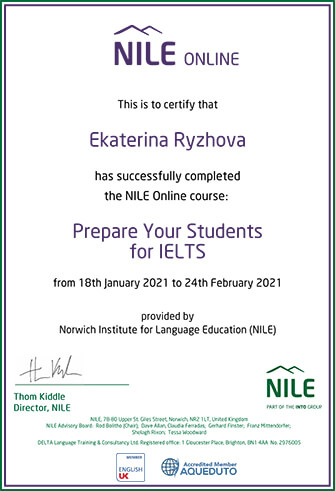 NILE ONLINE
This is to certify that
Ekaterina Ryzhova
has successfully completed
the NILE Online course:
Prepare Your Students
for IELTS
from 18th January 2021 to 24th February 2021
provided by
Norwich Institute for Language Education (NILE)
Thom Kiddle
Director, NILE
NILE
PART OF THE INTO GROUP
NILE, 78-80 Upper St. Giles Street, Norwich, NR2 1LT, United Kingdom
NILE Advisory Board: Rod Bolitho (Chair), Dave Allan, Claudia Ferradas, Gerhard Finster, Franz Mittendorfer,
Shelagh Rixon, Tessa Woodward
DELTA Language Training & Consultancy Ltd. Registered office: 1 Gloucester Place, Brighton, BN1 4AA No. 2976005
MEMBER
ENGLISH
UK
Accredited Member
AQUEDUTO